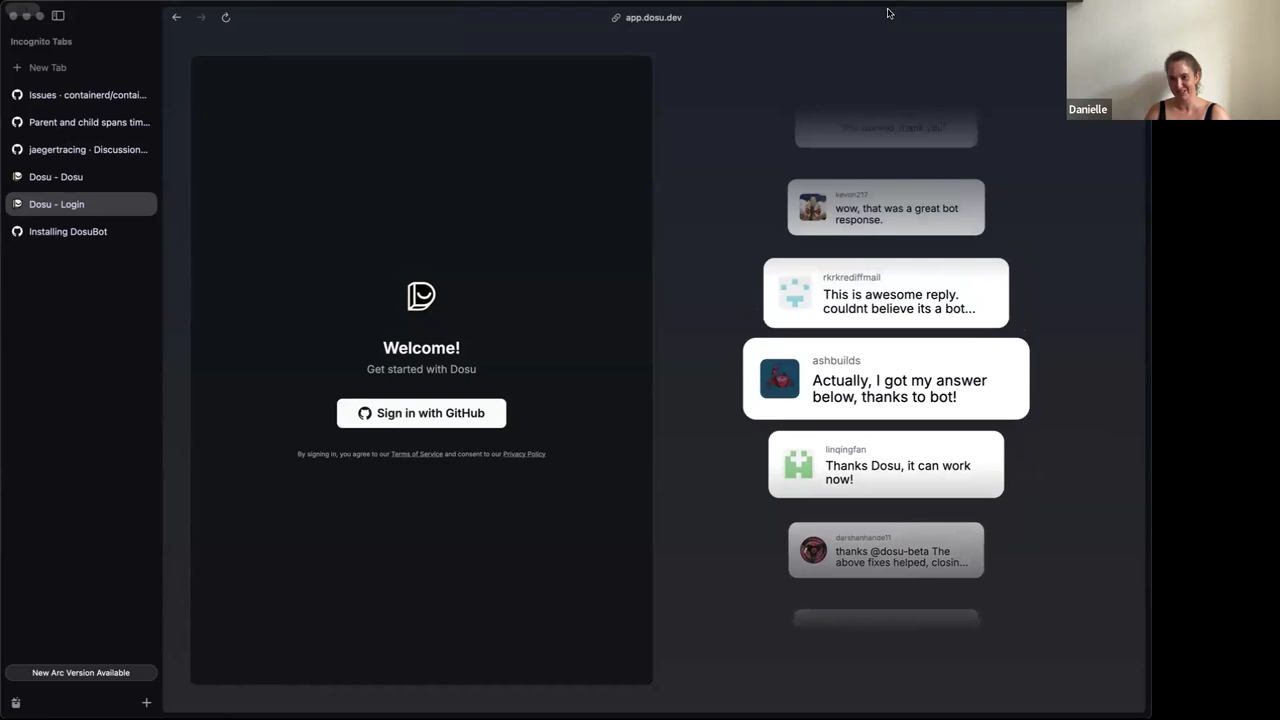 Incognito Tabs
New Tab
Issues · containerd/contai...
Parent and child spans tim...
jaegertracing · Discussion...
Dosu - Dosu
Dosu - Login
Installing DosuBot
New Arc Version Available
app.dosu.dev
Welcome!
Get started with Dosu
Sign in with GitHub
By signing in, you agree to our Terms of Service and consent to our Privacy Policy
kevon217
wow, that was a great bot
response.
rkrkrediffmail
This is awesome reply.
couldnt believe its a bot...
ashbuilds
Actually, I got my answer
below, thanks to bot!
linqingfan
Thanks Dosu, it can work
now!
darshanhande11
thanks @dosu-beta The
above fixes helped, closin...
Danielle